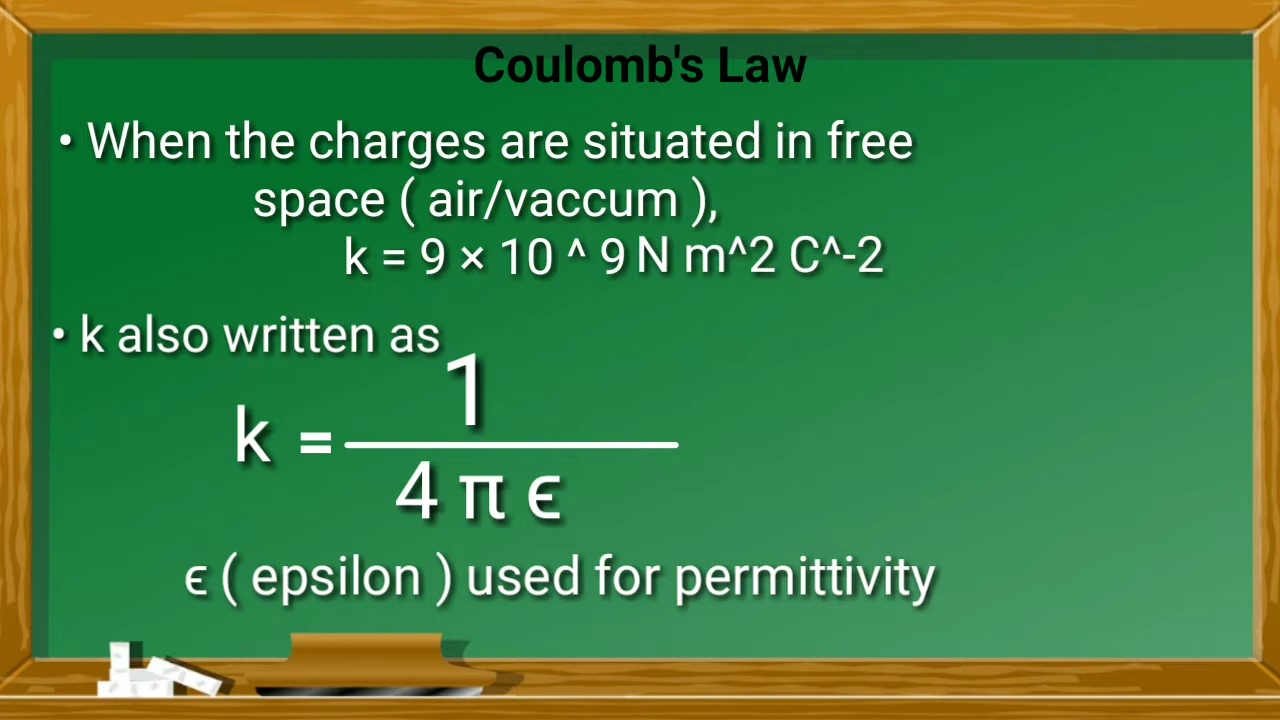 Coulomb's Law
• When the charges are situated in free
space ( air/vaccum ),
k = 9 × 10 ^ 9 N m^2 C^-2
• k also written as
1
k =
4 π ϵ
ϵ ( epsilon ) used for permittivity